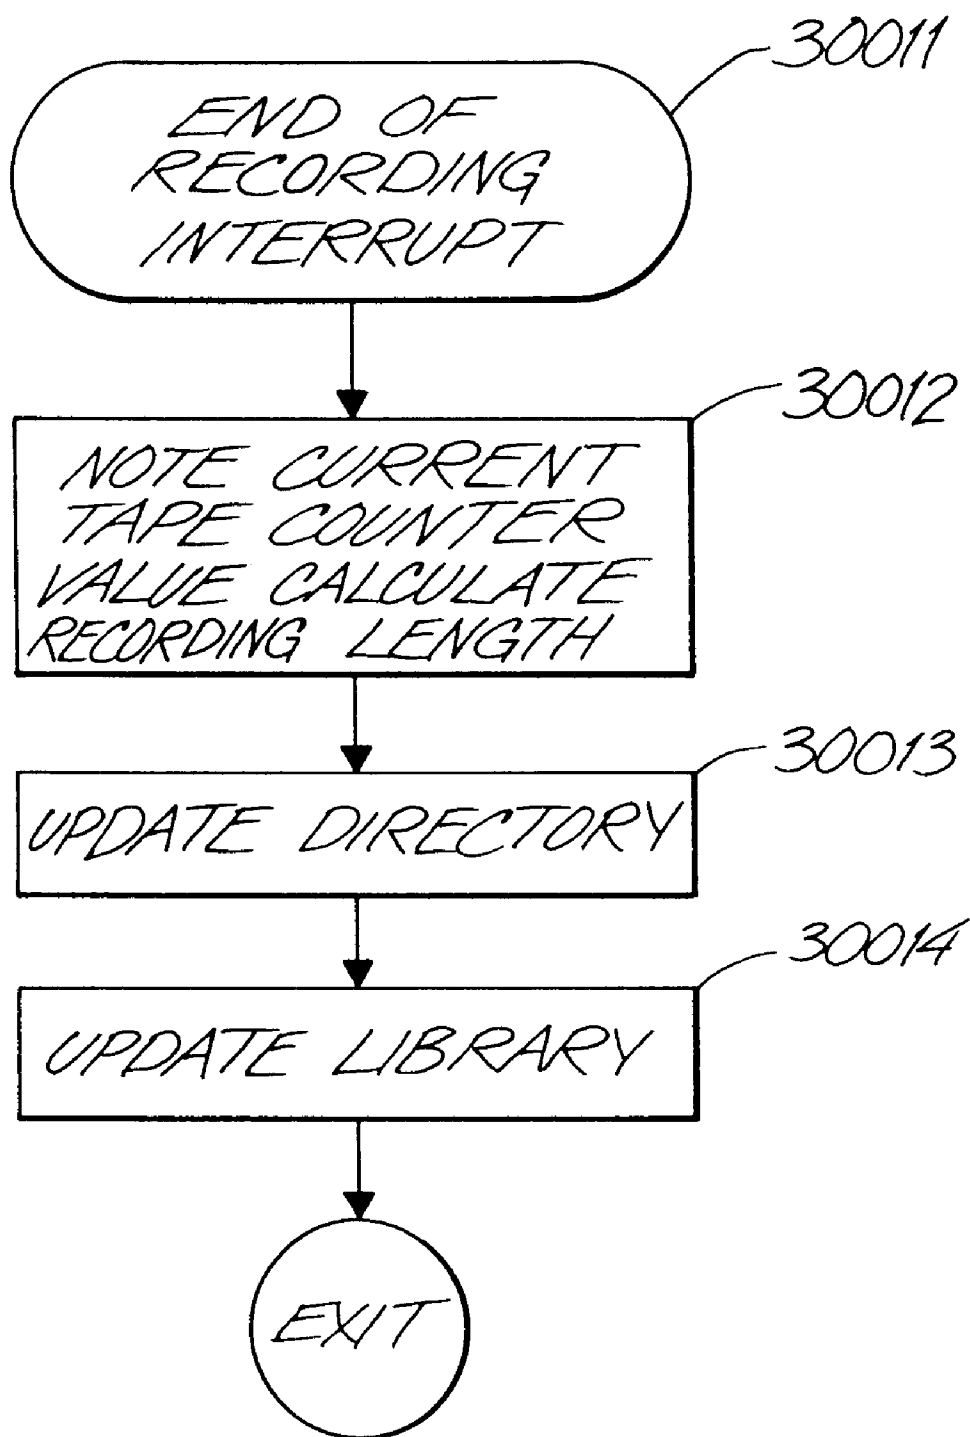 30011
END OF
RECORDING
INTERRUPT
30012
NOTE CURRENT
TAPE COUNTER
VALUE CALCULATE
RECORDING LENGTH
30013
UPDATE DIRECTORY
30014
UPDATE LIBRARY
EXIT